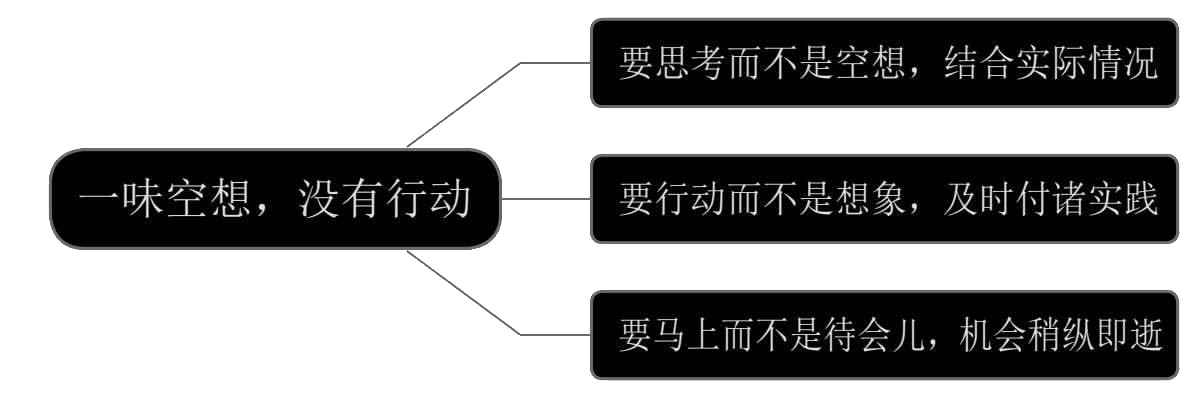 一味空想，没有行动
要思考而不是空想，结合实际情况
要行动而不是想象，及时付诸实践
要马上而不是待会儿，机会稍纵即逝